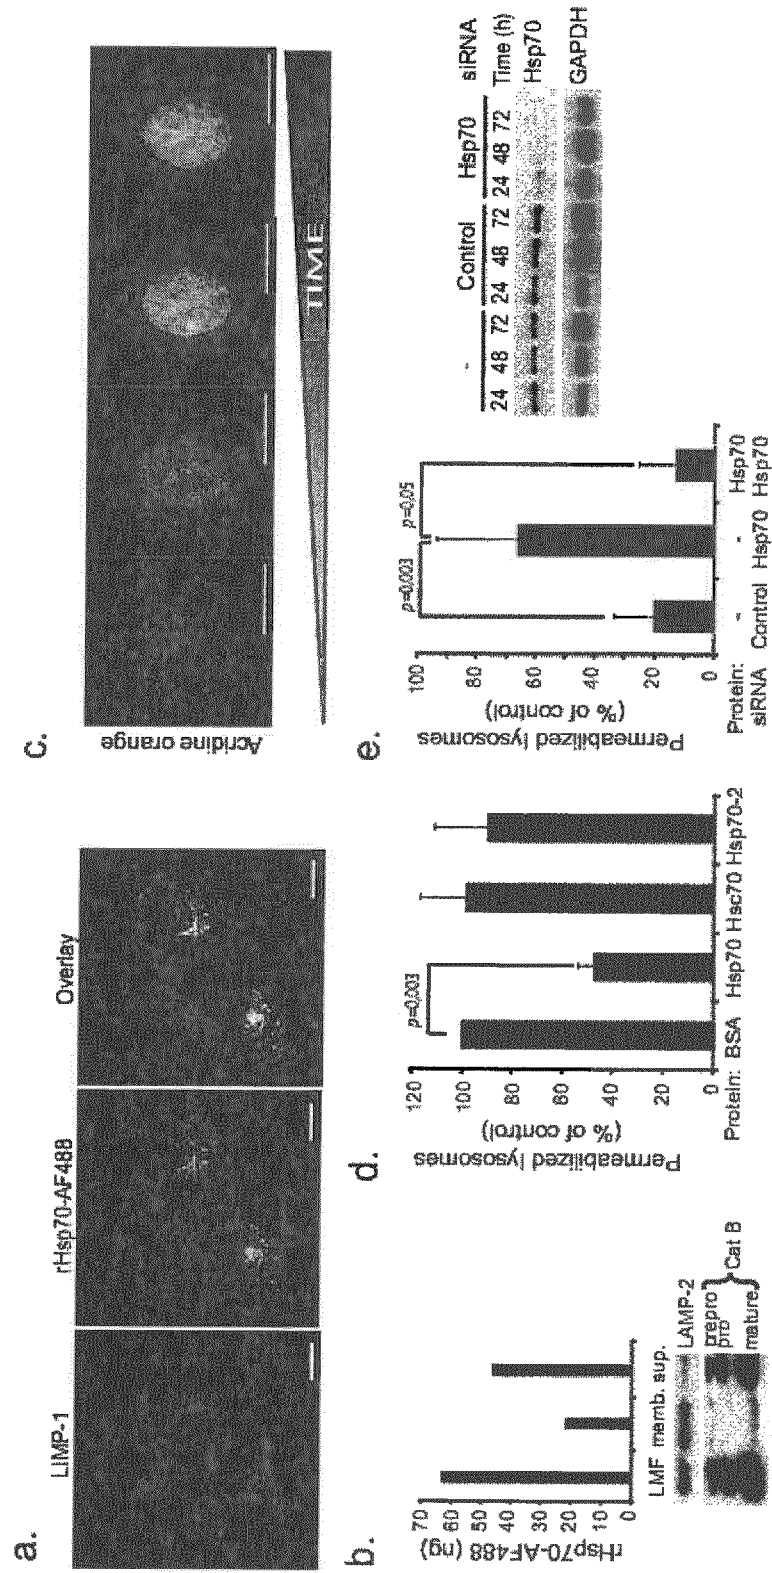 a.
LIMP-1
rHsp70-AF488
Overlay
b.
rHsp70-AF488 (ng)
70
60
50
40
30
20
10
0
LMF memb. sup.
LAMP-2
prepro
pro
mature
Cat B
c.
Acridine orange
TIME
d.
Permeabilized lysosomes
(% of control)
120
100
80
60
40
20
0
p=0,003
Protein: BSA Hsp70 Hsc70 Hsp70-2
e.
Permeabilized lysosomes
(% of control)
100
80
60
40
20
0
p=0,003
p=0,05
Protein: - - Hsp70
siRNA Control Hsp70 Hsp70
- Control Hsp70 siRNA
24 48 72 24 48 72 24 48 72 Time (h)
Hsp70
GAPDH